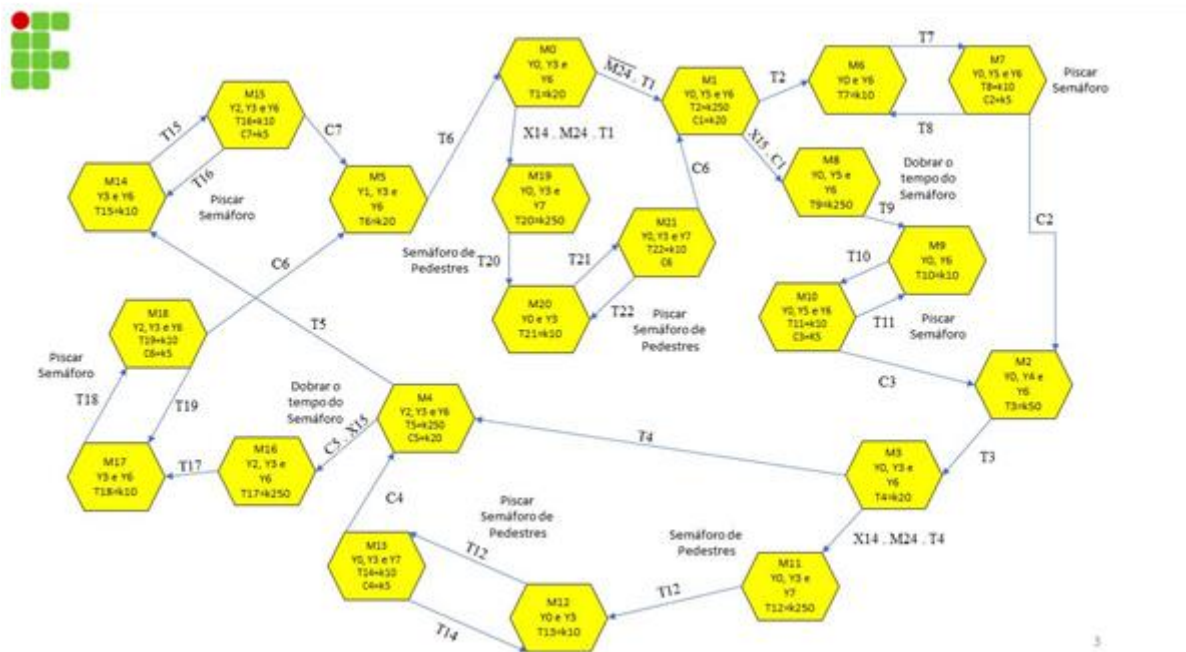 M0
Y0, Y3 e
Y6
T1=k20
M24 . T1
M1
Y0, Y5 e Y6
T2=k250
C1=k20
T2
M6
Y0 e Y6
T7=k10
T7
M7
Y0, Y5 e Y6
T8=k10
C2=k5
Piscar
Semáforo
T8
M15
Y2, Y3 e Y6
T16=k10
C7=k5
C7
T15
T16
T6
X14 . M24 . T1
X15 . C1
M14
Y3 e Y6
T15=k10
Piscar
Semáforo
M5
Y1, Y3 e
Y6
T6=k20
M19
Y0, Y3 e
Y7
T20=k250
C6
M8
Y0, Y5 e
Y6
T9=k250
Dobrar o
tempo do
Semáforo
T9
M21
Y0, Y3 e Y7
T22=k10
C6
C2
Semáforo de
Pedestres
T20
T21
C6
M9
Y0, Y6
T10=k10
T10
M20
Y0 e Y3
T21=k10
T22
Piscar
Semáforo de
Pedestres
M10
Y0, Y5 e Y6
T11=k10
C3=K5
T11
Piscar
Semáforo
M18
Y2, Y3 e Y6
T19=k10
C6=k5
T5
Piscar
Semáforo
T18
T19
Dobrar o
tempo do
Semáforo
M4
Y2, Y3 e Y6
T5=k250
C5=k20
C3
M2
Y0, Y4 e
Y6
T3=k50
C5 . X15
T4
T3
M17
Y3 e Y6
T18=k10
T17
M16
Y2, Y3 e
Y6
T17=k250
M3
Y0, Y3 e
Y6
T4=k20
C4
Piscar
Semáforo de
Pedestres
Semáforo
de Pedestres
X14 . M24 . T4
M13
Y0, Y3 e Y7
T14=k10
C4=k5
T12
M11
Y0, Y3 e
Y7
T12=k250
T12
M12
Y0 e Y3
T13=k10
T14
3